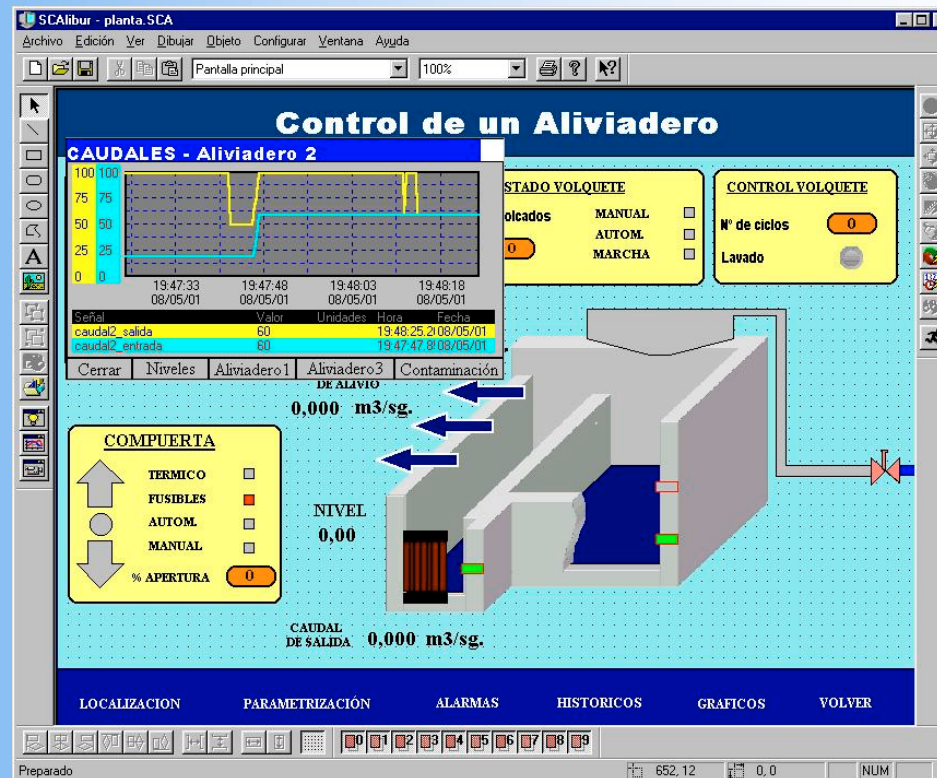 SCAlibur - planta.SCA
Archivo Edición Ver Dibujar Objeto Configurar Ventana Ayuda
Pantalla principal 100%
Control de un Aliviadero
CAUDALES - Aliviadero 2
100 100
75 75
50 50
25 25
0 0
19:47:33 19:47:48 19:48:03 19:48:18
08/05/01 08/05/01 08/05/01 08/05/01
Señal Valor Unidades Hora Fecha
caudal2_salida 60 19:48:25.2 08/05/01
caudal2_entrada 60 19:47:47.8 08/05/01
Cerrar Niveles Aliviadero1 Aliviadero3 Contaminación
STADO VOLQUETE
olcados MANUAL
0 AUTOM.
MARCHA
CONTROL VOLQUETE
Nº de ciclos 0
Lavado
DE ALIVIO
0,000 m3/sg.
COMPUERTA
TERMICO
FUSIBLES
AUTOM.
MANUAL
% APERTURA 0
NIVEL
0,00
CAUDAL
DE SALIDA 0,000 m3/sg.
LOCALIZACION PARAMETRIZACIÓN ALARMAS HISTORICOS GRAFICOS VOLVER
0 1 2 3 4 5 6 7 8 9
Preparado 652, 12 0, 0 NUM